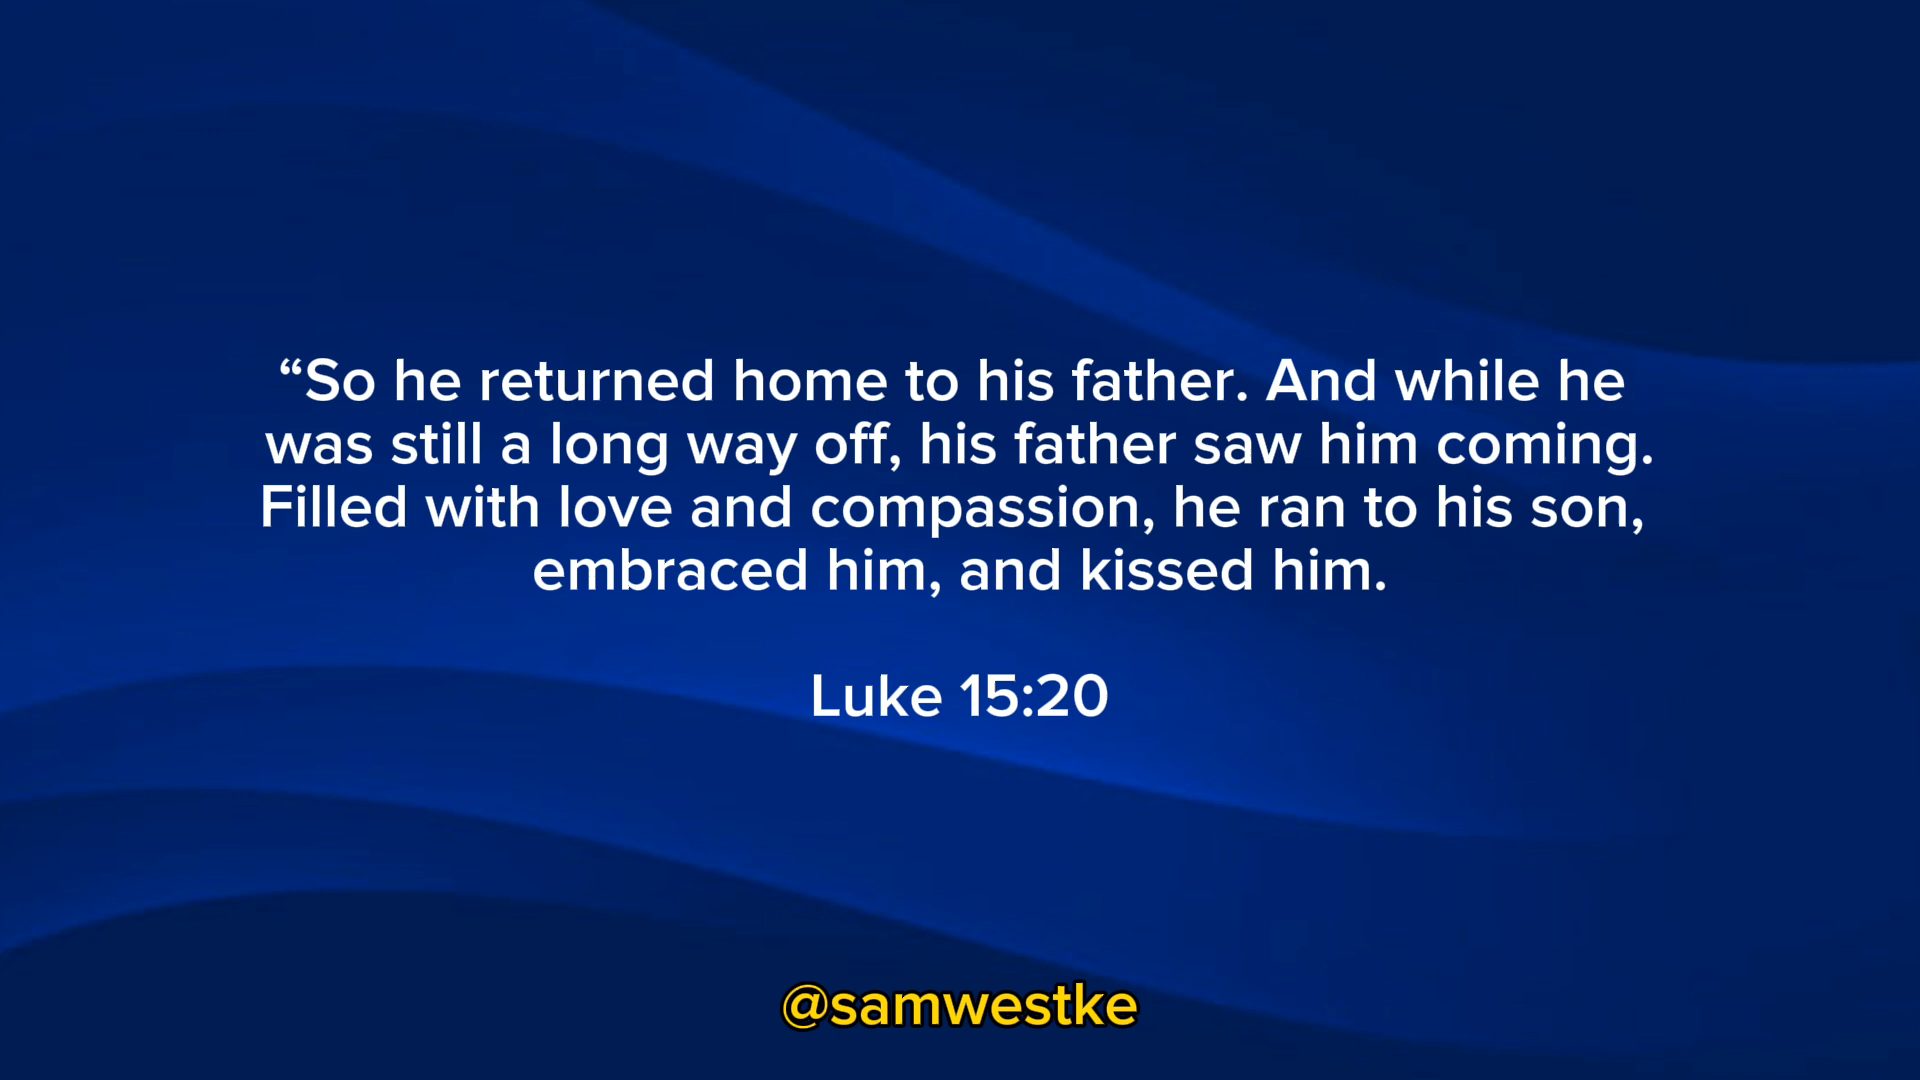 “So he returned home to his father. And while he
was still a long way off, his father saw him coming.
Filled with love and compassion, he ran to his son,
embraced him, and kissed him.
Luke 15:20
@samwestke